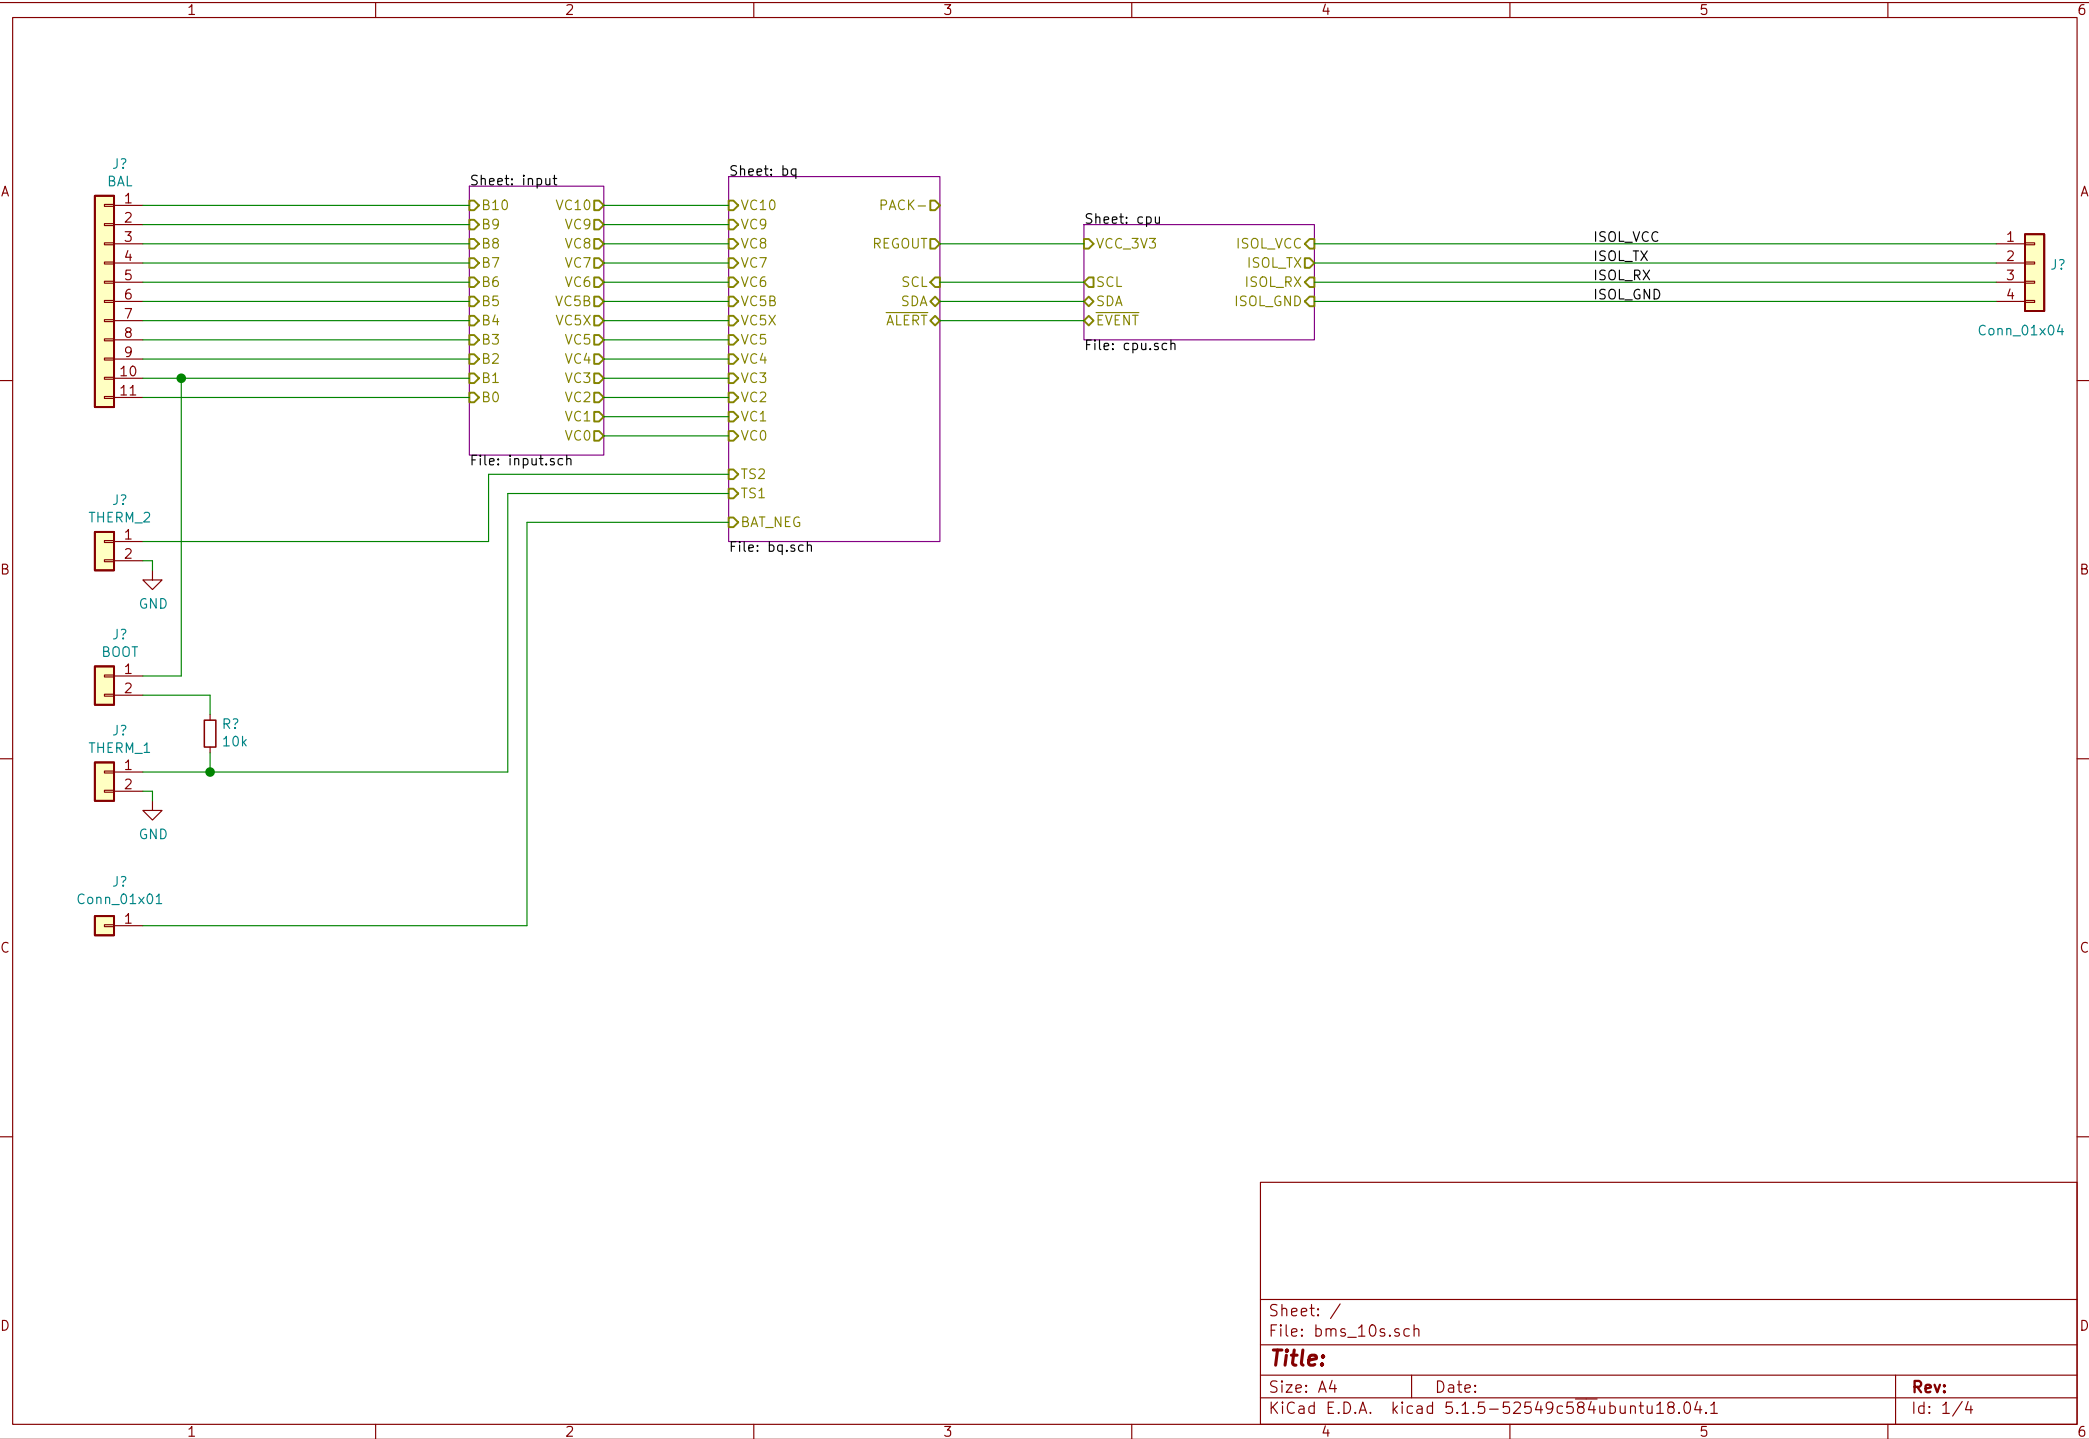 1 2 3 4 5 6
A A
B B
C C
D D
1 2 3 4 5 6
J?
BAL
1
2
3
4
5
6
7
8
9
10
11
Sheet: input
B10 VC10
B9 VC9
B8 VC8
B7 VC7
B6 VC6
B5 VC5B
B4 VC5X
B3 VC5
B2 VC4
B1 VC3
B0 VC2
VC1
VC0
File: input.sch
Sheet: bq
VC10 PACK-
VC9
VC8 REGOUT
VC7
VC6 SCL
VC5B SDA
VC5X ALERT
VC5
VC4
VC3
VC2
VC1
VC0
TS2
TS1
BAT_NEG
File: bq.sch
Sheet: cpu
VCC_3V3 ISOL_VCC
ISOL_TX
SCL ISOL_RX
SDA ISOL_GND
EVENT
File: cpu.sch
ISOL_VCC
ISOL_TX
ISOL_RX
ISOL_GND
1
2
3
4
J?
Conn_01x04
J?
THERM_2
1
2
GND
J?
BOOT
1
2
R?
10k
J?
THERM_1
1
2
GND
J?
Conn_01x01
1
Sheet: /
File: bms_10s.sch
Title:
Size: A4 Date: Rev:
KiCad E.D.A. kicad 5.1.5-52549c584ubuntu18.04.1 Id: 1/4